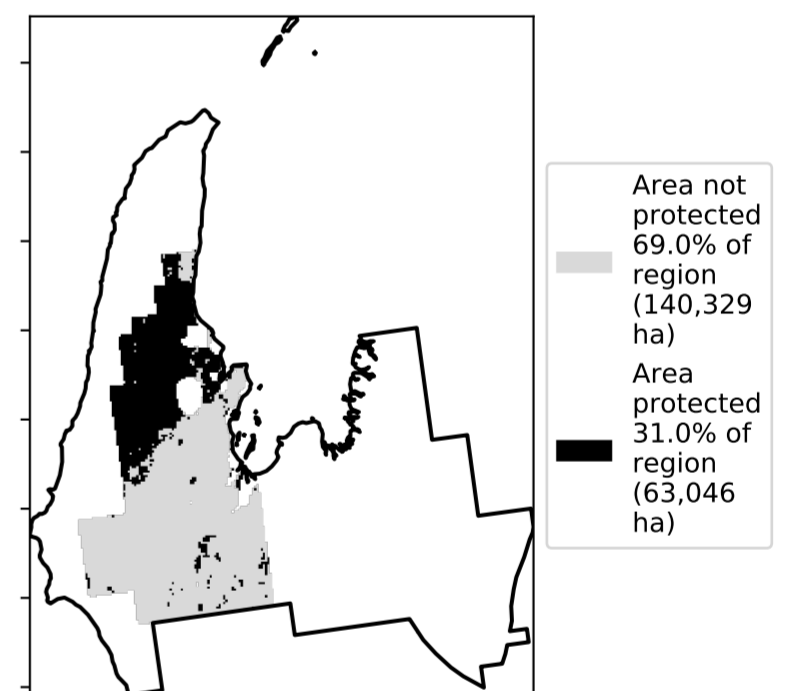 Area not
protected
69.0% of
region
(140,329
ha)
Area
protected
31.0% of
region
(63,046
ha)